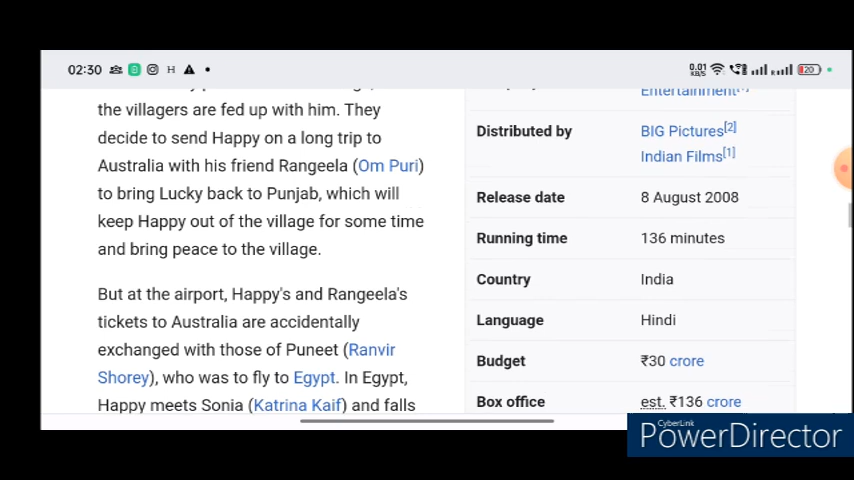 02:30 H 0.01 KB/S 20
the villagers are fed up with him. They
decide to send Happy on a long trip to
Australia with his friend Rangeela (Om Puri)
to bring Lucky back to Punjab, which will
keep Happy out of the village for some time
and bring peace to the village.
But at the airport, Happy's and Rangeela's
tickets to Australia are accidentally
exchanged with those of Puneet (Ranvir
Shorey), who was to fly to Egypt. In Egypt,
Happy meets Sonia (Katrina Kaif) and falls
Entertainment[1]
Distributed by BIG Pictures[2]
Indian Films[1]
Release date 8 August 2008
Running time 136 minutes
Country India
Language Hindi
Budget ₹30 crore
Box office est. ₹136 crore
CyberLink
PowerDirector